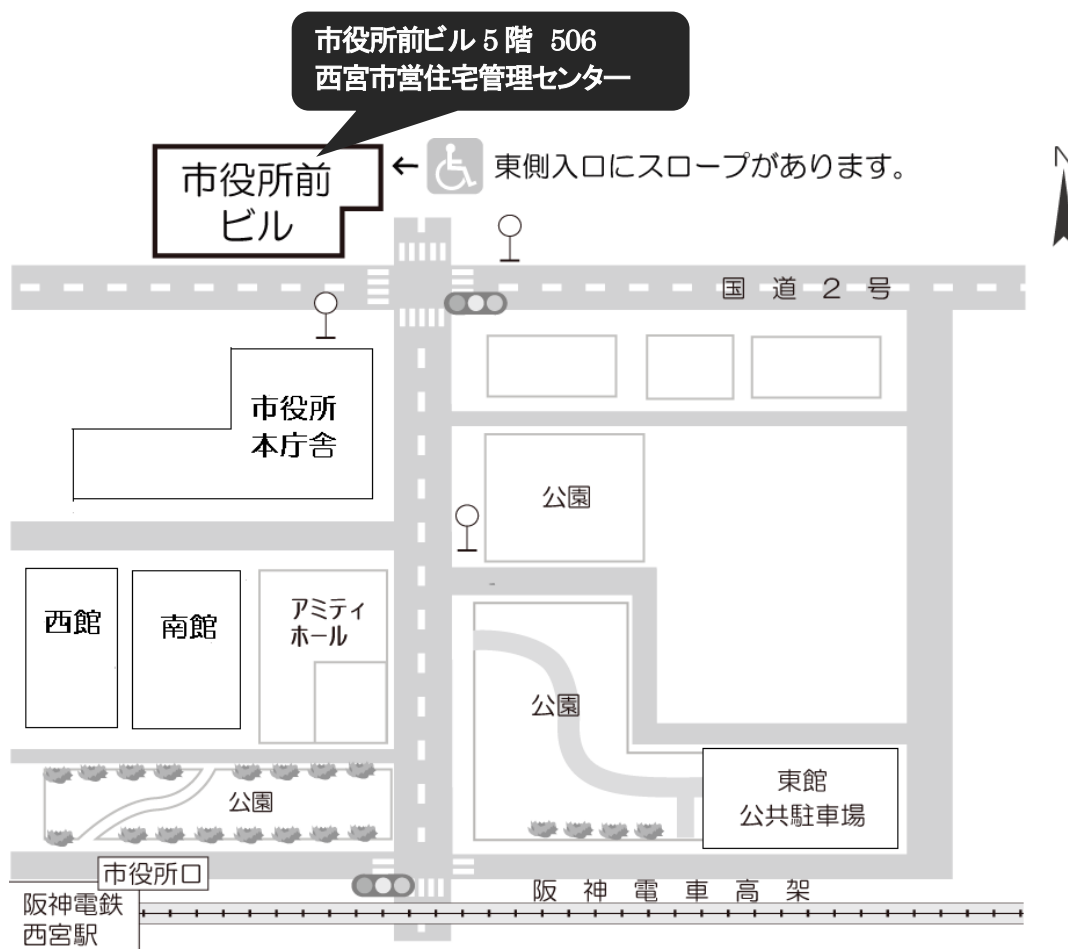 市役所前ビル５階 506
西宮市営住宅管理センター
市役所前
ビル
← 東側入口にスロープがあります。
N
国道２号
市役所
本庁舎
公園
西館
南館
アミティ
ホール
公園
公園
東館
公共駐車場
市役所口
阪神電車高架
阪神電鉄
西宮駅